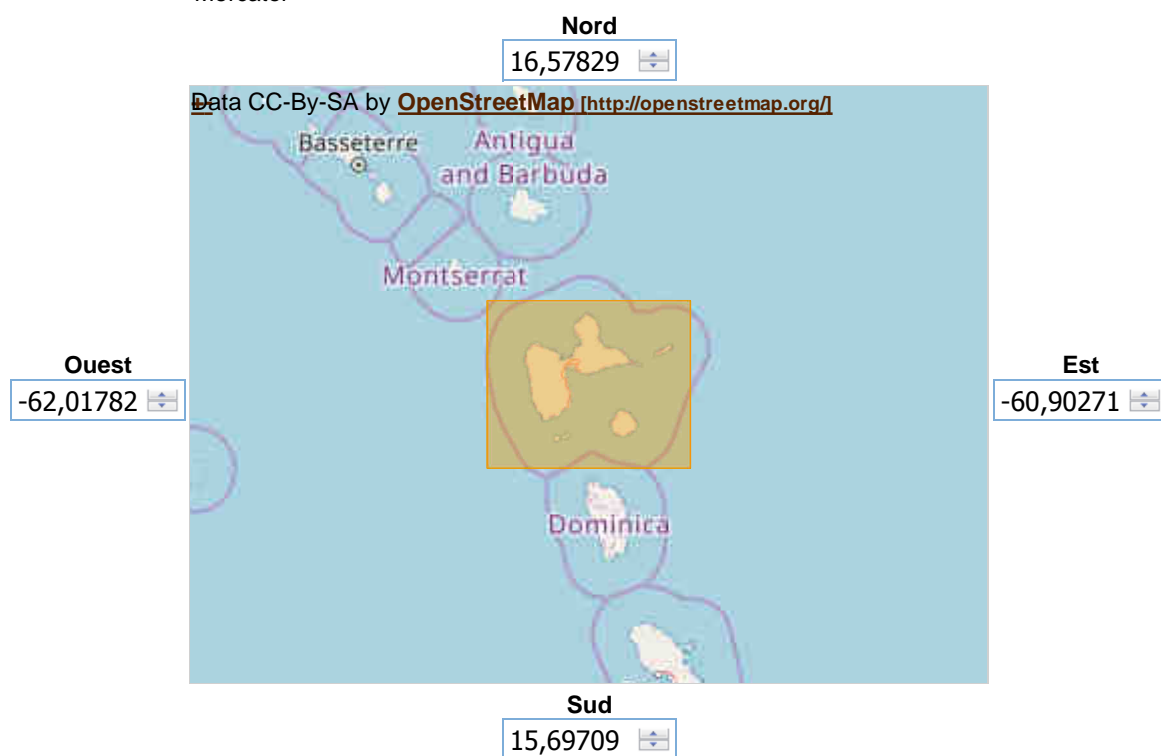 Nord
16,57829
Data CC-By-SA by OpenStreetMap [http://openstreetmap.org/]
Basseterre
Antigua
and Barbuda
Montserrat
Ouest
-62,01782
Est
-60,90271
Dominica
Sud
15,69709